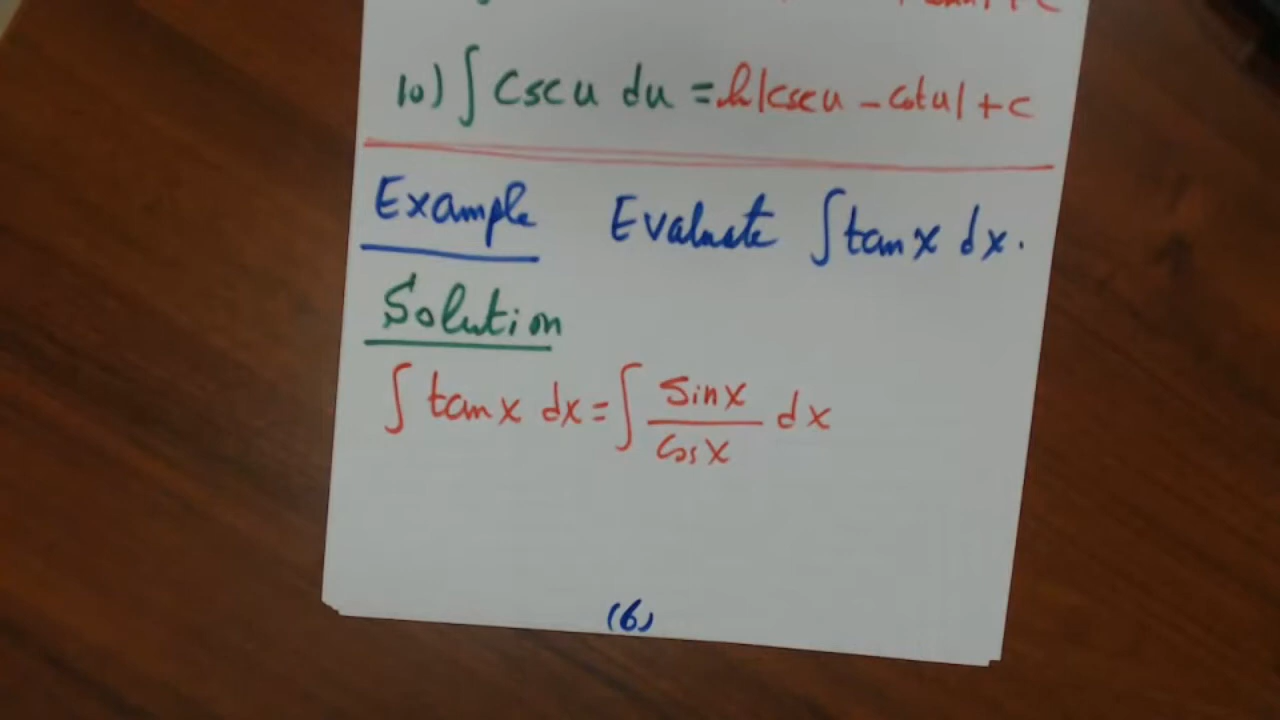 10) ∫ csc u du = ln|csc u - cot u| + c
Example Evaluate ∫ tan x dx.
Solution
∫ tan x dx = ∫ sin x / cos x dx
(6)